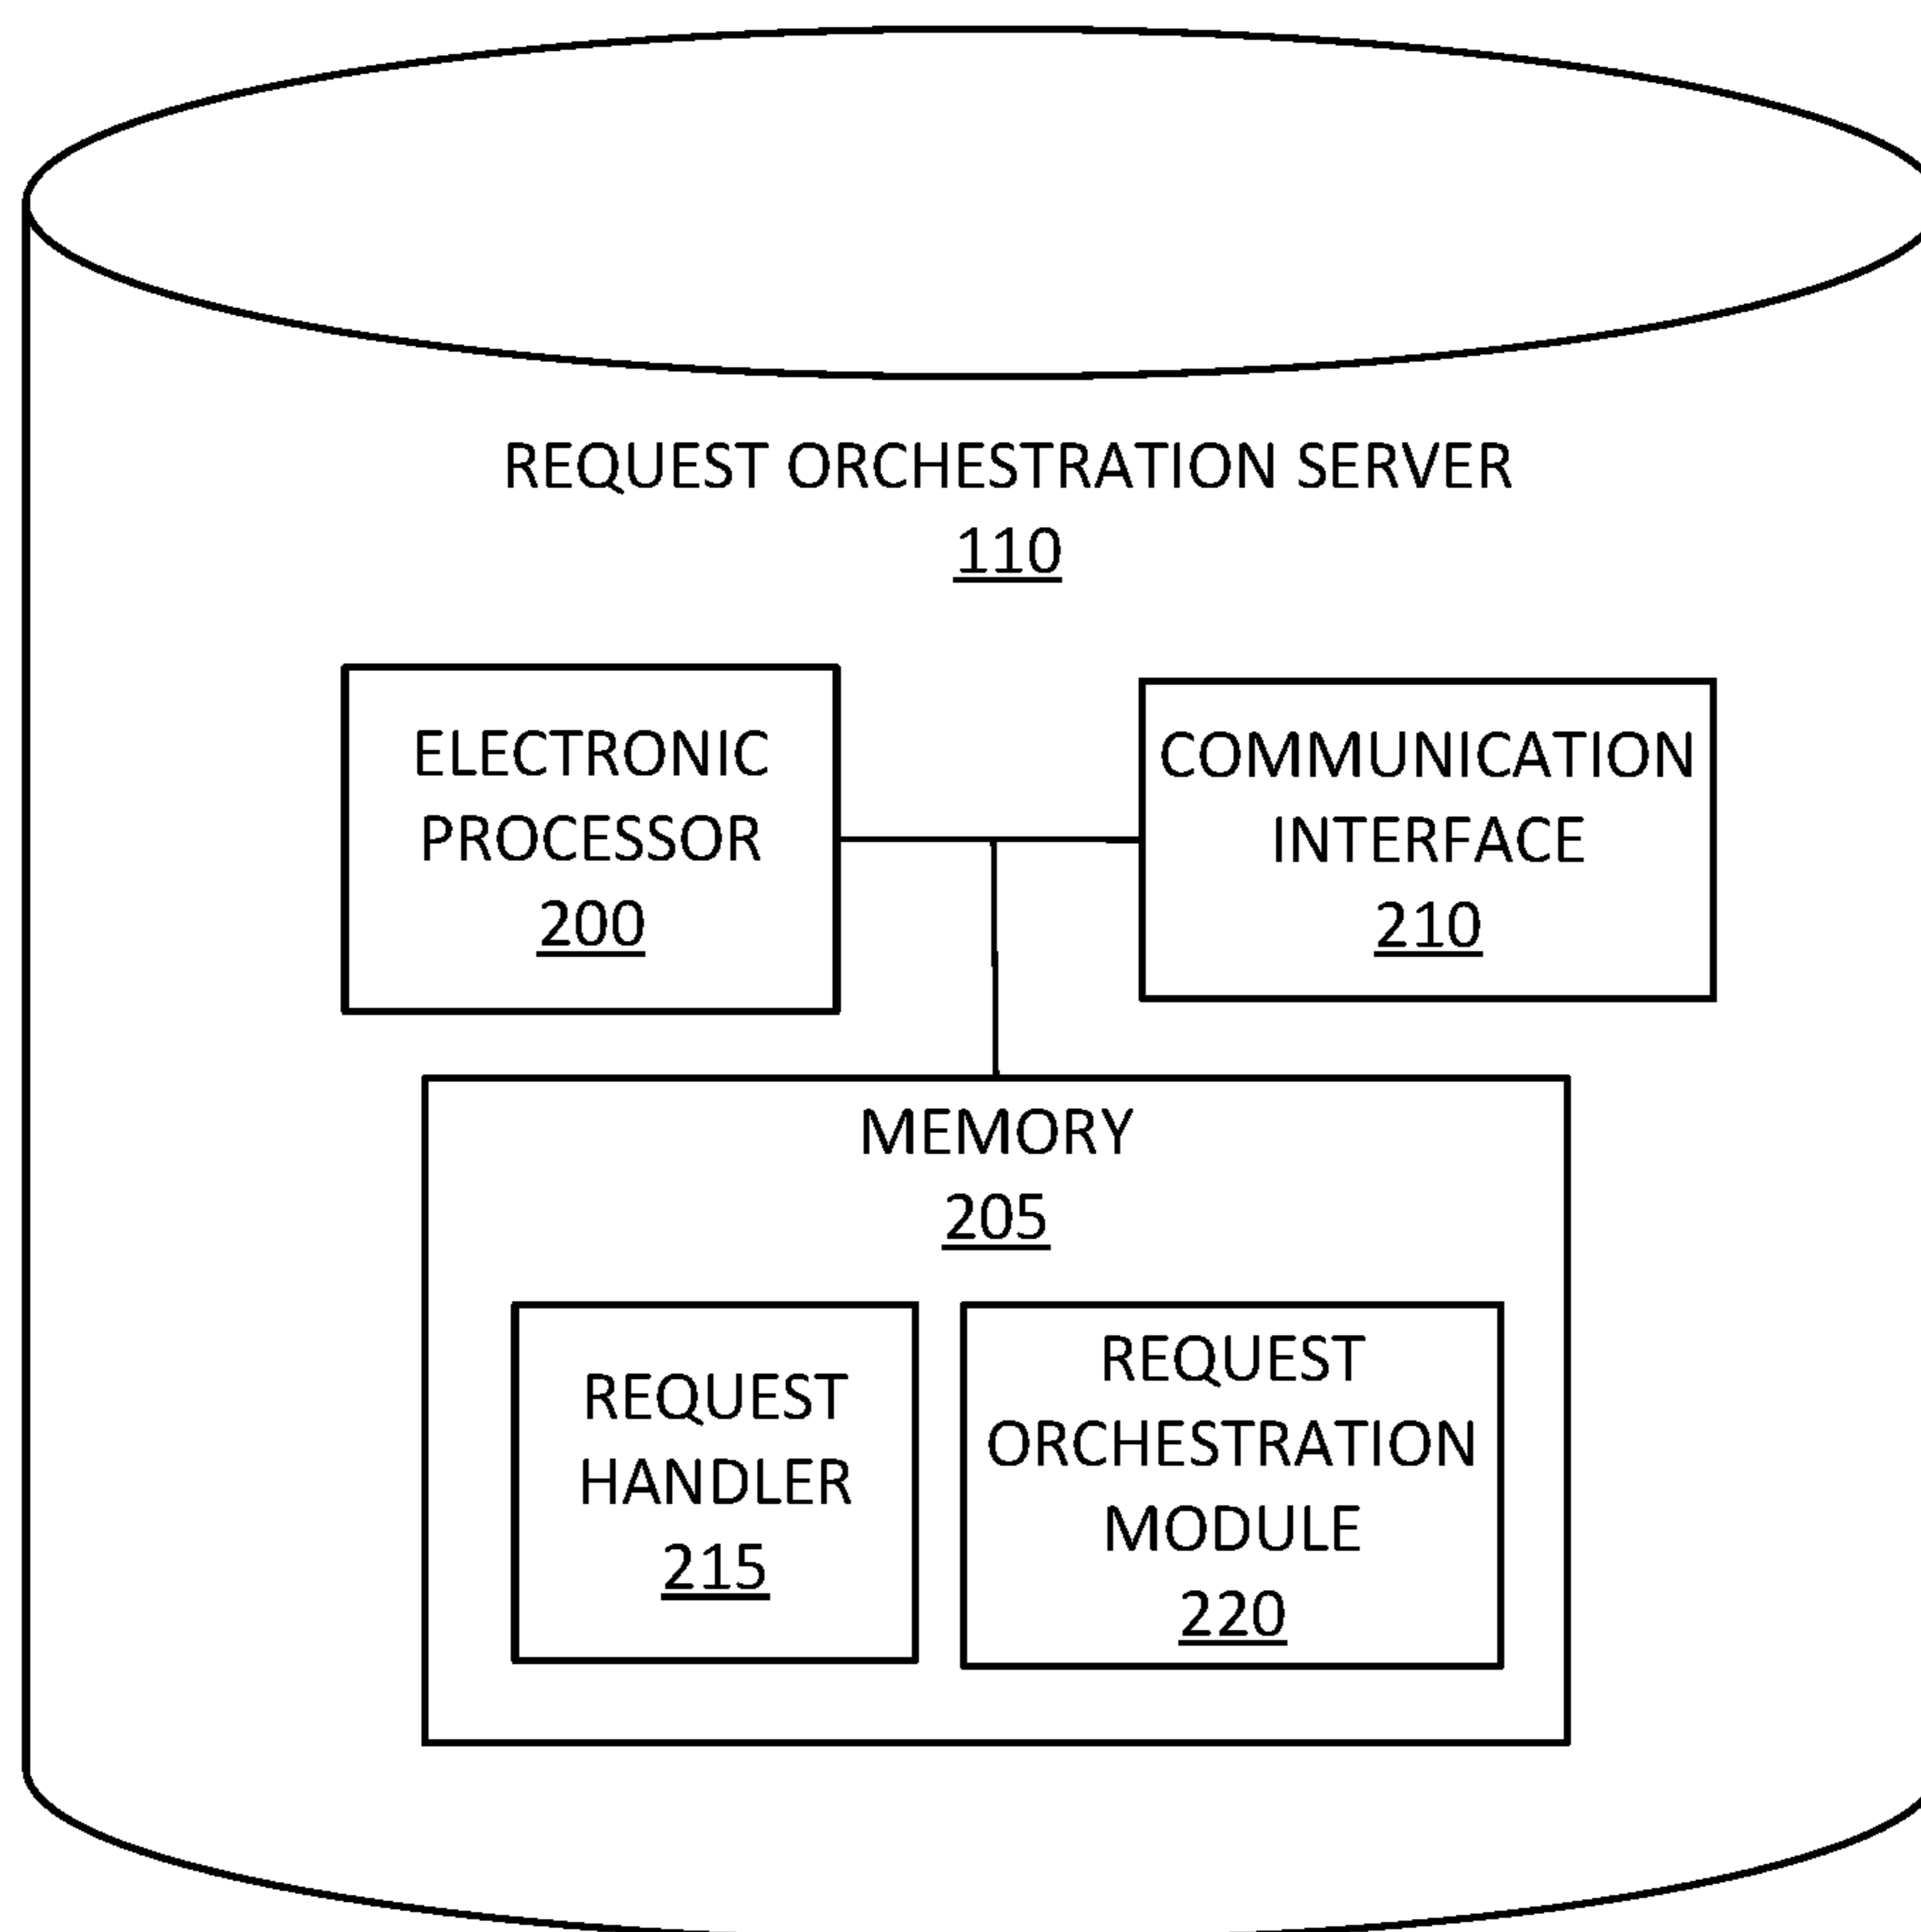 REQUEST ORCHESTRATION SERVER
110
ELECTRONIC
PROCESSOR
200
COMMUNICATION
INTERFACE
210
MEMORY
205
REQUEST
HANDLER
215
REQUEST
ORCHESTRATION
MODULE
220